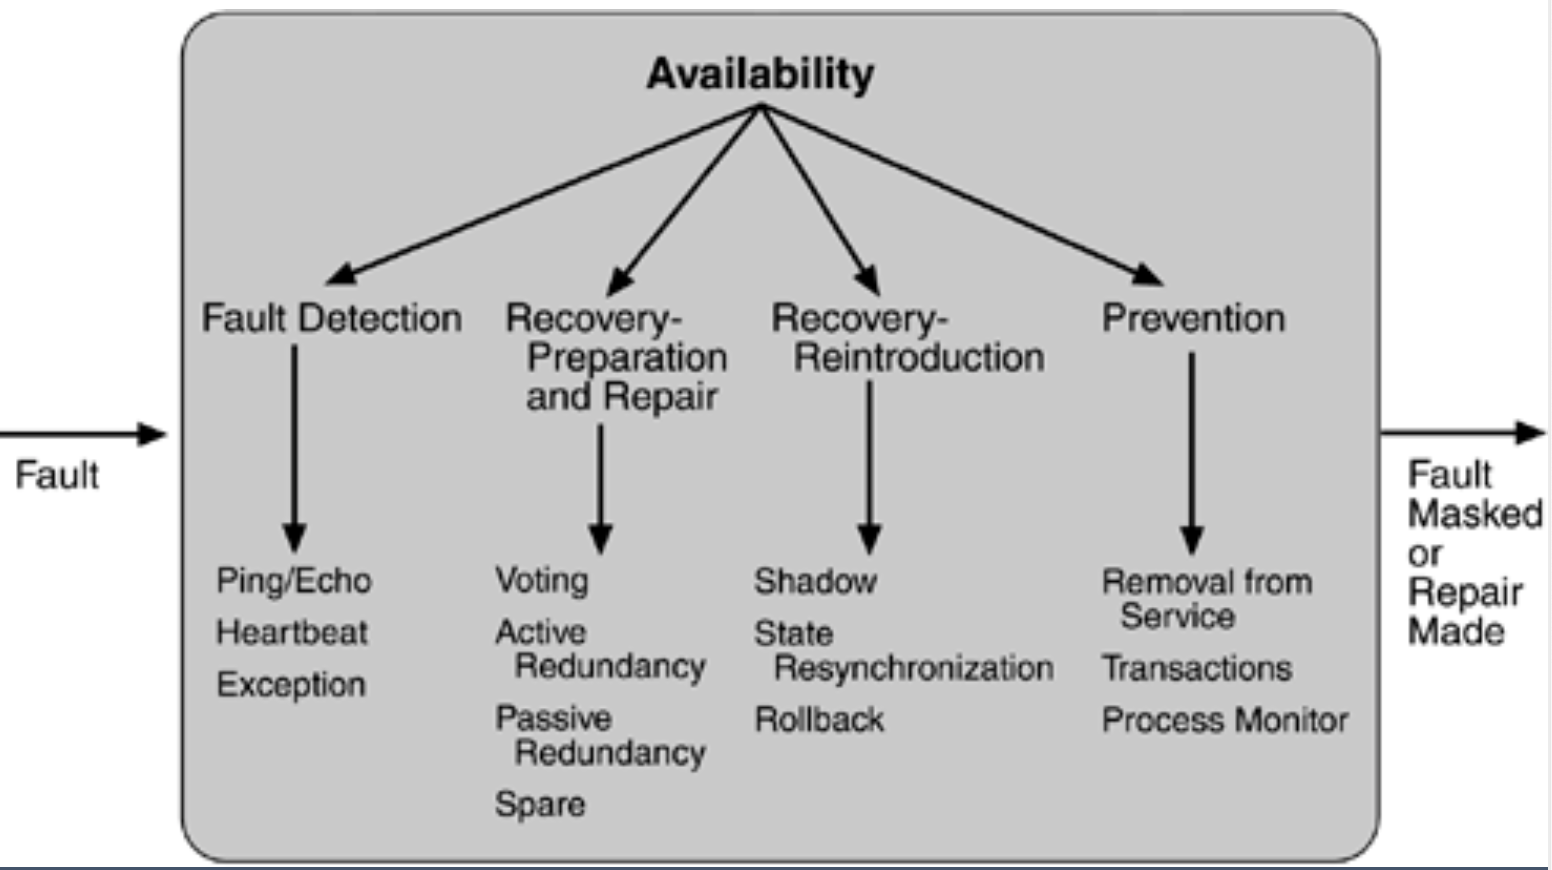 Availability
Fault Detection
Recovery-
Preparation
and Repair
Recovery-
Reintroduction
Prevention
Fault
Ping/Echo
Heartbeat
Exception
Voting
Active
Redundancy
Passive
Redundancy
Spare
Shadow
State
Resynchronization
Rollback
Removal from
Service
Transactions
Process Monitor
Fault
Masked
or
Repair
Made